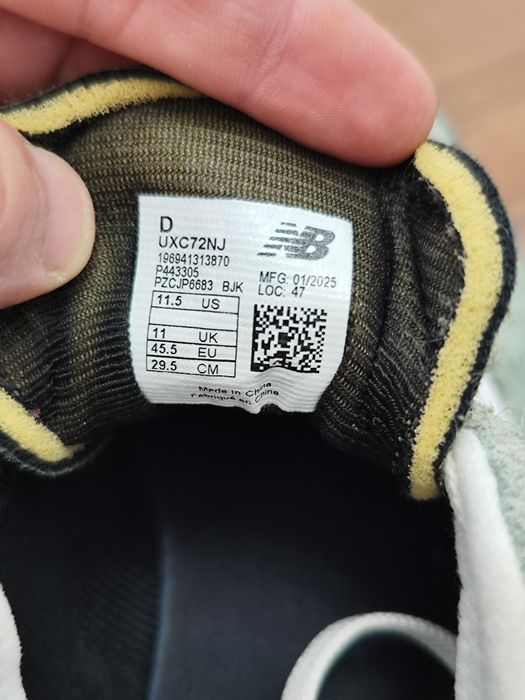 D
UXC72NJ
196941313870
P443305
PZCJP6683 BJK
NB
MFG: 01/2025
LOC: 47
11.5 US
11 UK
45.5 EU
29.5 CM
Made in China
Fabriqué en Chine